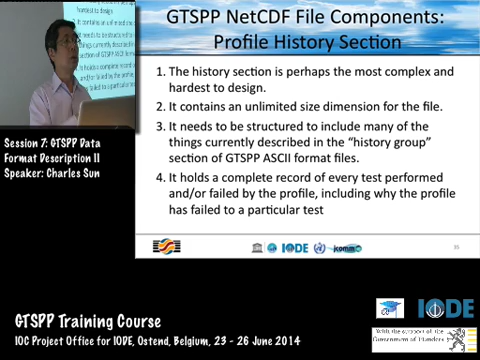 GTSPP NetCDF File Components:
Profile History Section
1. The history section is perhaps the most complex and
hardest to design.
2. It contains an unlimited size dimension for the file.
3. It needs to be structured to include many of the
things currently described in the “history group”
section of GTSPP ASCII format files.
4. It holds a complete record of every test performed
and/or failed by the profile, including why the profile
has failed to a particular test
Session 7: GTSPP Data
Format Description II
Speaker: Charles Sun
IODE
jcomm
GTSPP Training Course
IOC Project Office for IODE, Ostend, Belgium, 23 - 26 June 2014
IODE
With the support of the
Government of Flanders